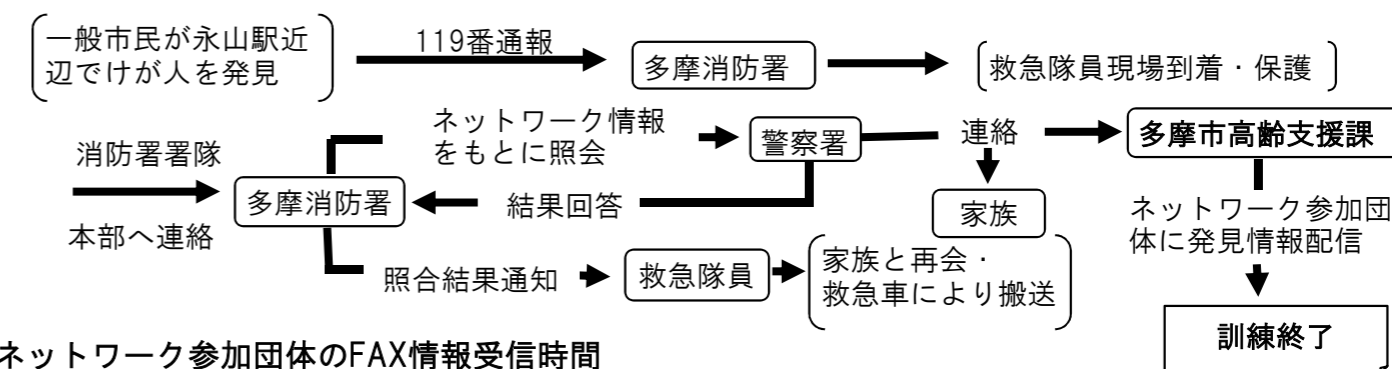 一般市民が永山駅近
辺でけが人を発見
119番通報
多摩消防署
救急隊員現場到着・保護
消防署署隊
本部へ連絡
多摩消防署
ネットワーク情報
をもとに照会
警察署
結果回答
連絡
家族
多摩市高齢支援課
ネットワーク参加団
体に発見情報配信
照合結果通知
救急隊員
家族と再会・
救急車により搬送
訓練終了
ネットワーク参加団体のFAX情報受信時間